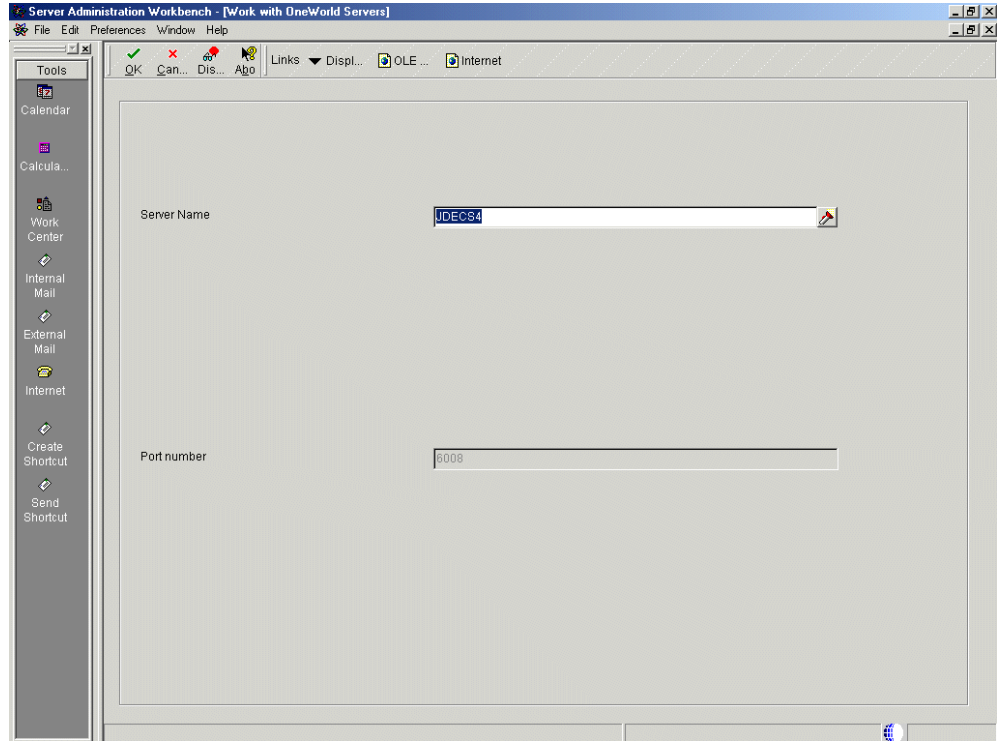 Server Administration Workbench - [Work with OneWorld Servers]
File Edit Preferences Window Help
OK Can... Dis... Abo Links Displ... OLE ... Internet
Tools
Calendar
Calcula...
Work
Center
Internal
Mail
External
Mail
Internet
Create
Shortcut
Send
Shortcut
Server Name JDECS4
Port number 6008